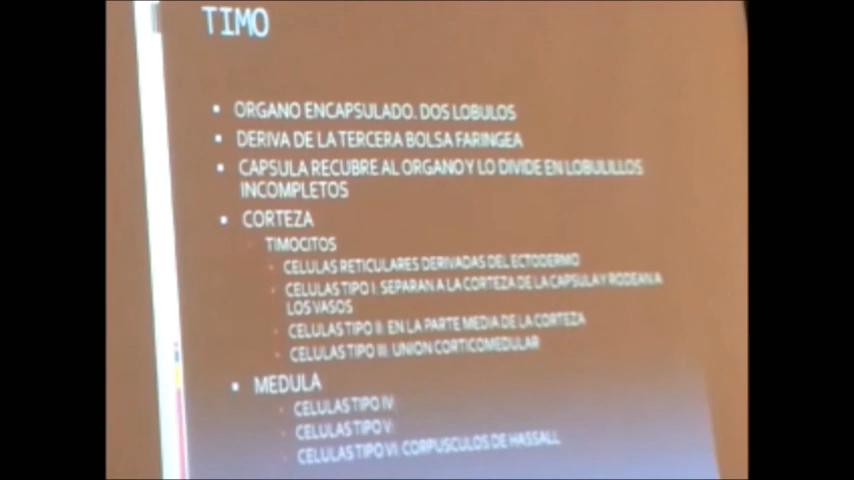 TIMO
▪ ORGANO ENCAPSULADO. DOS LOBULOS
▪ DERIVA DE LA TERCERA BOLSA FARINGEA
▪ CAPSULA RECUBRE AL ORGANO Y LO DIVIDE EN LOBULILLOS
INCOMPLETOS
▪ CORTEZA
TIMOCITOS
CELULAS RETICULARES DERIVADAS DEL ECTODERMO
CELULAS TIPO I: SEPARAN A LA CORTEZA DE LA CAPSULA Y RODEAN A
LOS VASOS
CELULAS TIPO II: EN LA PARTE MEDIA DE LA CORTEZA
CELULAS TIPO III: UNION CORTICOMEDULAR
▪ MEDULA
CELULAS TIPO IV
CELULAS TIPO V
CELULAS TIPO VI: CORPUSCULOS DE HASSALL